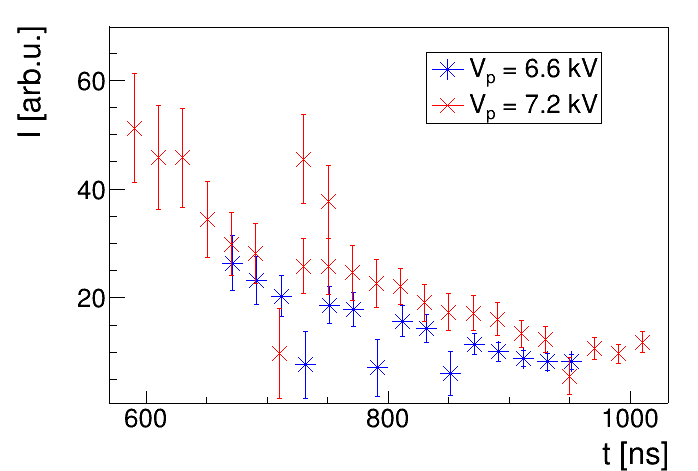 I [arb.u.]
60
40
20
V_p = 6.6 kV
V_p = 7.2 kV
600
800
1000
t [ns]